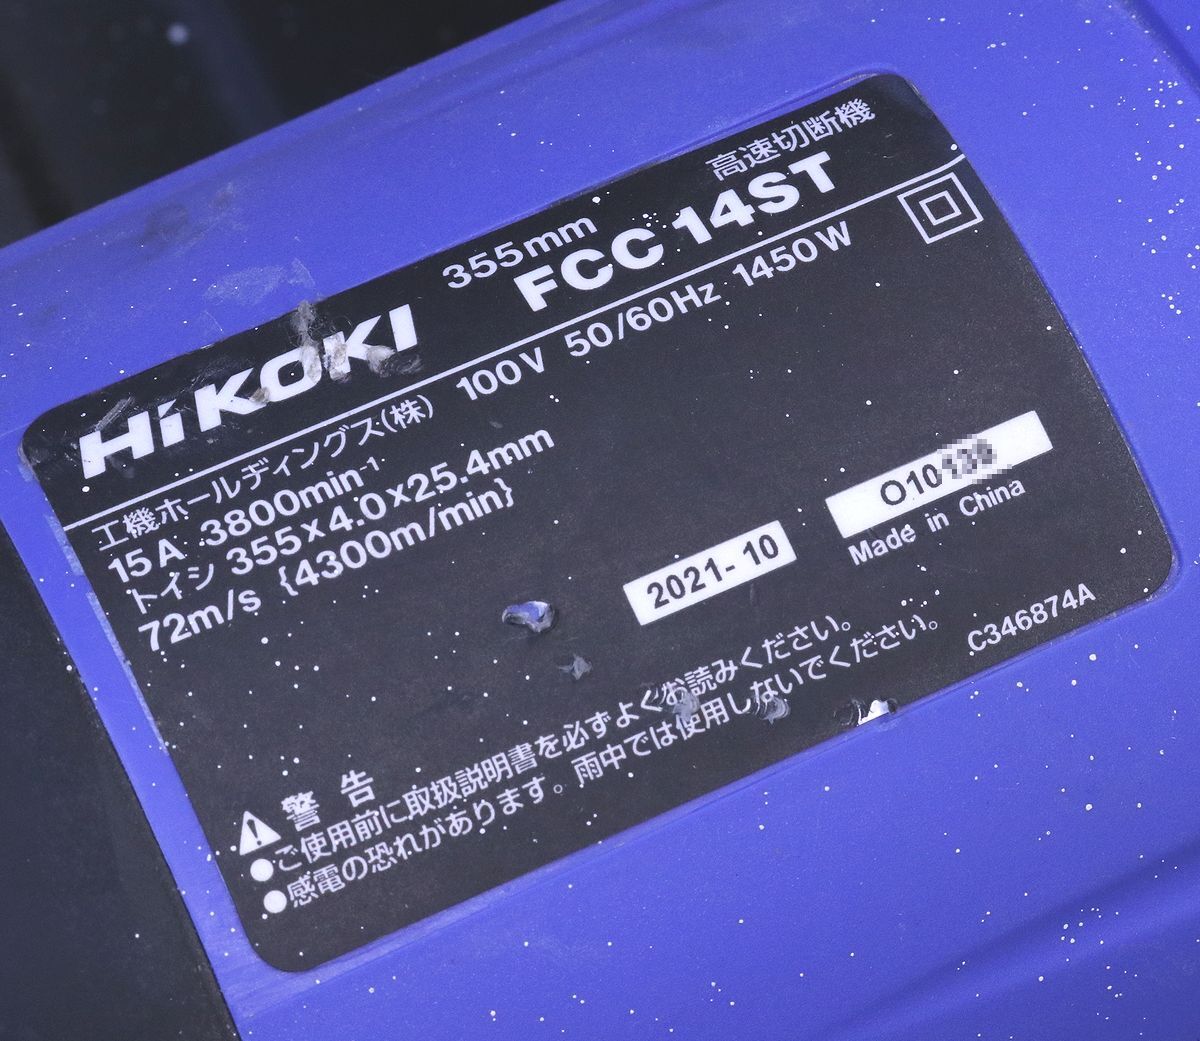 高速切断機
355mm FCC 14ST
HiKOKI
工機ホールディングス(株) 100V 50/60Hz 1450W
15A 3800min⁻¹
トイシ 355x4.0x25.4mm
72m/s {4300m/min}
O10
2021-10
Made in China
C346874A
警告
●ご使用前に取扱説明書を必ずよくお読みください。
●感電の恐れがあります。雨中では使用しないでください。